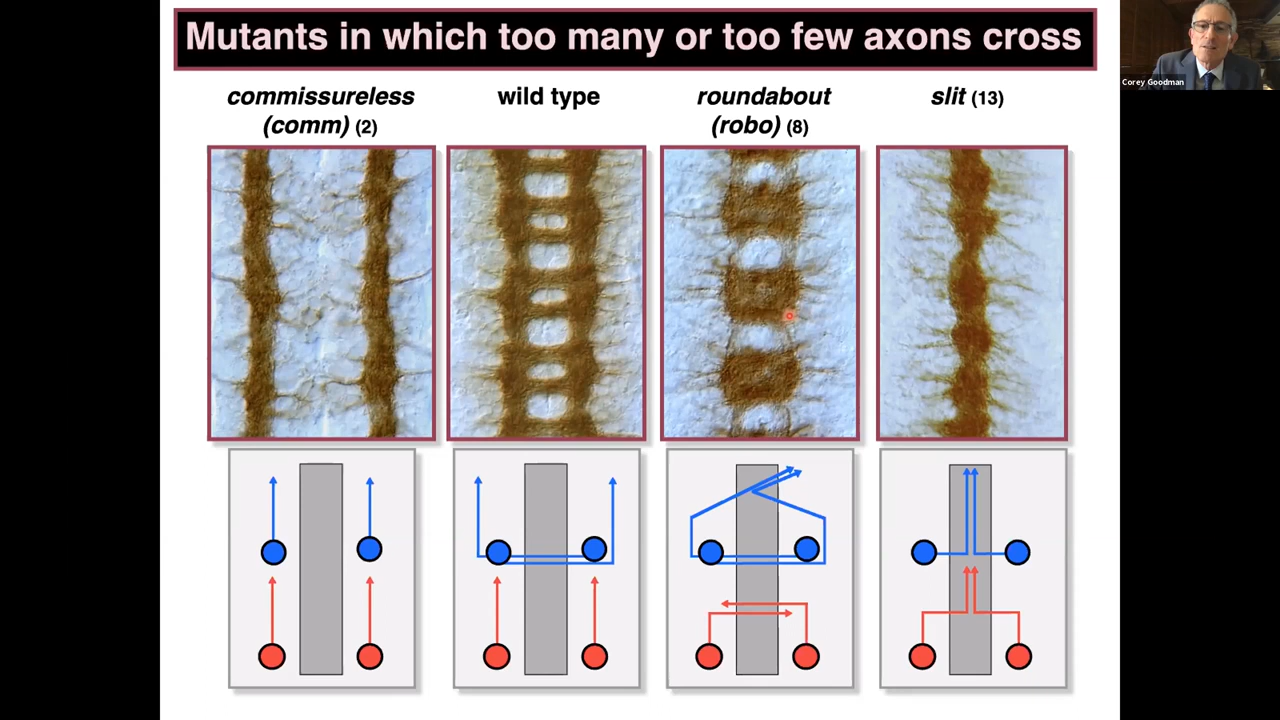 Mutants in which too many or too few axons cross
Corey Goodman
commissureless
(comm) (2)
wild type
roundabout
(robo) (8)
slit (13)